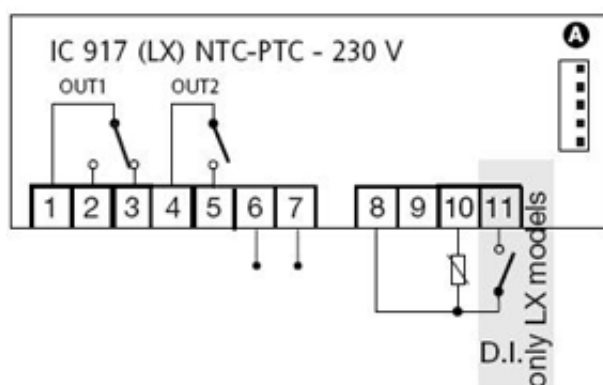 IC 917 (LX) NTC-PTC - 230 V
A
OUT1
OUT2
1 2 3 4 5 6 7 8 9 10 11
D.I.
only LX models